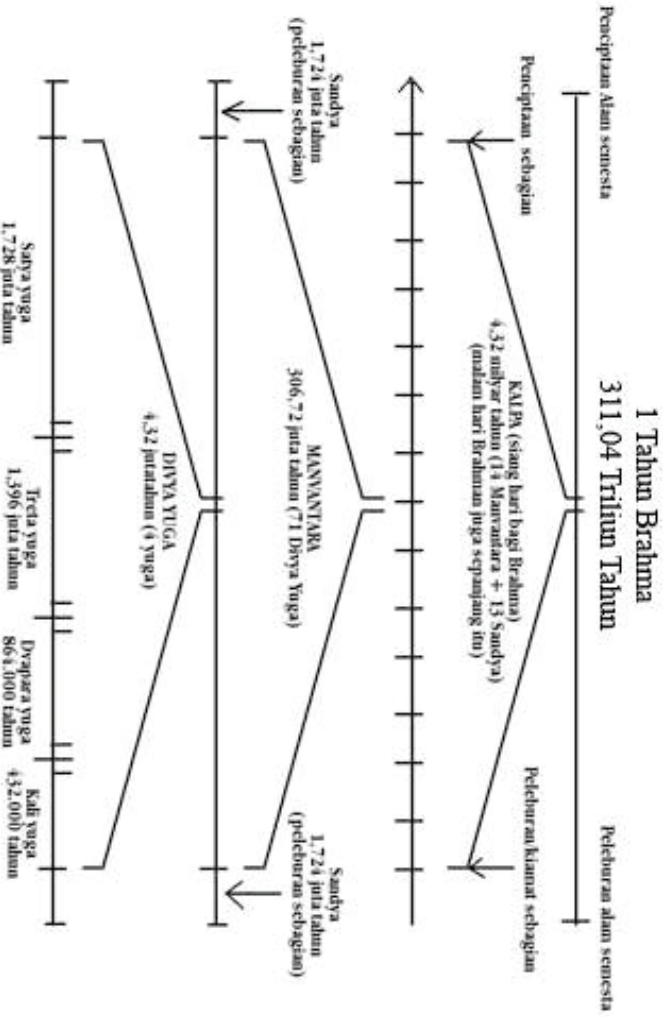 1 Tahun Brahma
311,04 Triliun Tahun
Penciptaan Alam semesta
Peleburan alam semesta
Penciptaan sebagian
KALPA (siang hari bagi Brahma)
4,32 milyar tahun (14 Manvantara + 13 Sandya)
(malam hari Brahman juga sepanjang itu)
Peleburan/kiamat sebagian
Sandya
1,724 juta tahun
(peleburan sebagian)
MANVANTARA
306,72 juta tahun (71 Divya Yuga)
Sandya
1,724 juta tahun
(peleburan sebagian)
DIVYA YUGA
4,32 jutatahun (4 yuga)
Satya yuga
1,728 juta tahun
Treta yuga
1,396 juta tahun
Dvapara yuga
864.000 tahun
Kali yuga
432.000 tahun